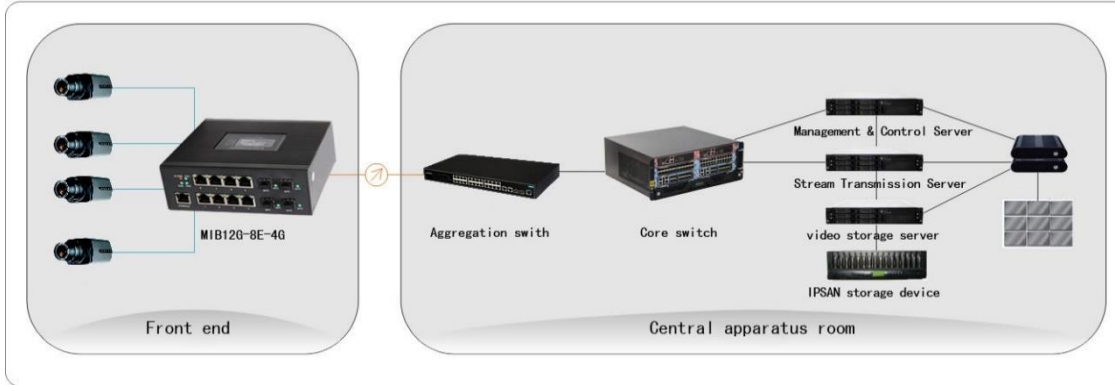 MIB12G-8E-4G
Front end
Aggregation swith
Core switch
Management & Control Server
Stream Transmission Server
video storage server
IPSAN storage device
Central apparatus room